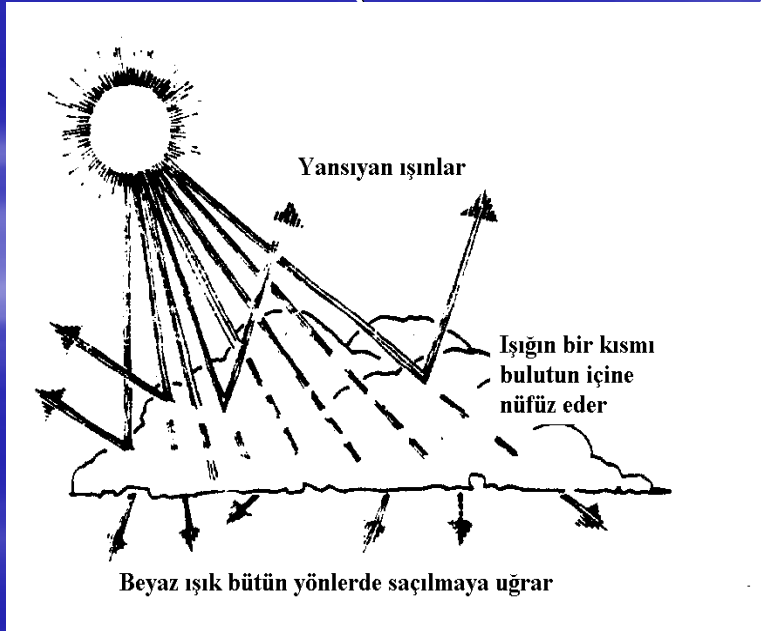 Yansıyan ışınlar
Işığın bir kısmı
bulutun içine
nüfüz eder
Beyaz ışık bütün yönlerde saçılmaya uğrar